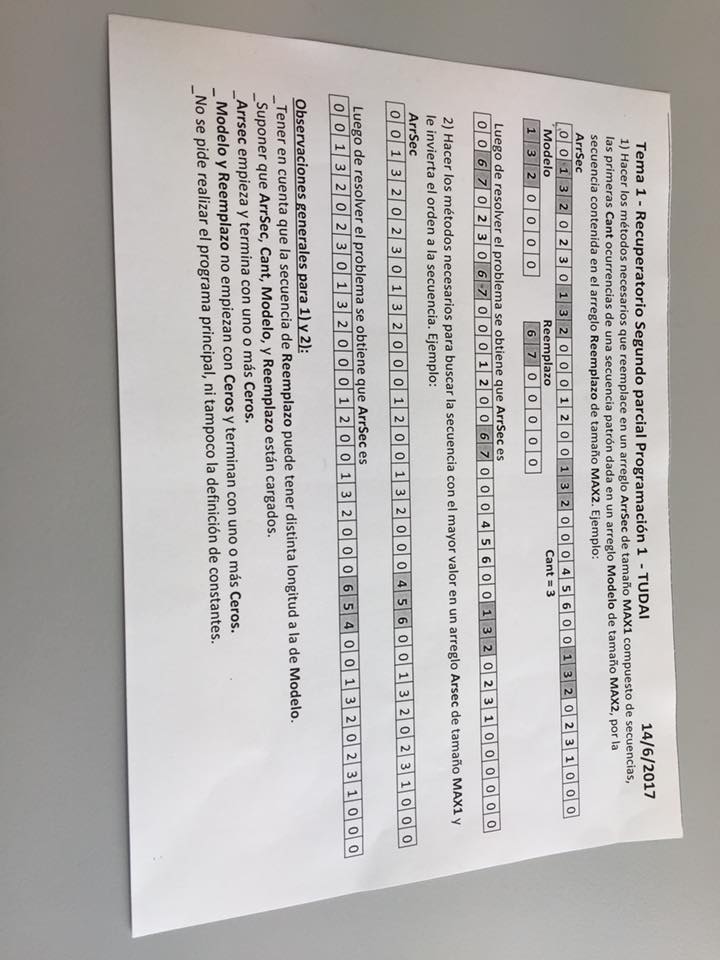 Tema 1 - Recuperatorio Segundo parcial Programación 1 - TUDAI 14/6/2017
1) Hacer los métodos necesarios que reemplace en un arreglo ArrSec de tamaño MAX1 compuesto de secuencias,
las primeras Cant ocurrencias de una secuencia patrón dada en un arreglo Modelo de tamaño MAX2, por la
secuencia contenida en el arreglo Reemplazo de tamaño MAX2. Ejemplo:
ArrSec
0 0 1 3 2 0 2 3 0 1 3 2 0 0 0 1 2 0 0 1 3 2 0 0 0 4 5 6 0 0 1 3 2 0 2 3 1 0 0 0
Modelo Reemplazo Cant = 3
1 3 2 0 0 0 0 6 7 0 0 0 0 0
Luego de resolver el problema se obtiene que ArrSec es
0 0 6 7 0 2 3 0 6 7 0 0 0 1 2 0 0 6 7 0 0 0 4 5 6 0 0 1 3 2 0 2 3 1 0 0 0 0 0 0
2) Hacer los métodos necesarios para buscar la secuencia con el mayor valor en un arreglo Arsec de tamaño MAX1 y
le invierta el orden a la secuencia. Ejemplo:
ArrSec
0 0 1 3 2 0 2 3 0 1 3 2 0 0 0 1 2 0 0 1 3 2 0 0 0 4 5 6 0 0 1 3 2 0 2 3 1 0 0 0
Luego de resolver el problema se obtiene que ArrSec es
0 0 1 3 2 0 2 3 0 1 3 2 0 0 0 1 2 0 0 1 3 2 0 0 0 6 5 4 0 0 1 3 2 0 2 3 1 0 0 0
Observaciones generales para 1) y 2):
_Tener en cuenta que la secuencia de Reemplazo puede tener distinta longitud a la de Modelo.
_Suponer que ArrSec, Cant, Modelo, y Reemplazo están cargados.
_Arrsec empieza y termina con uno o más Ceros.
_ Modelo y Reemplazo no empiezan con Ceros y terminan con uno o más Ceros.
_No se pide realizar el programa principal, ni tampoco la definición de constantes.